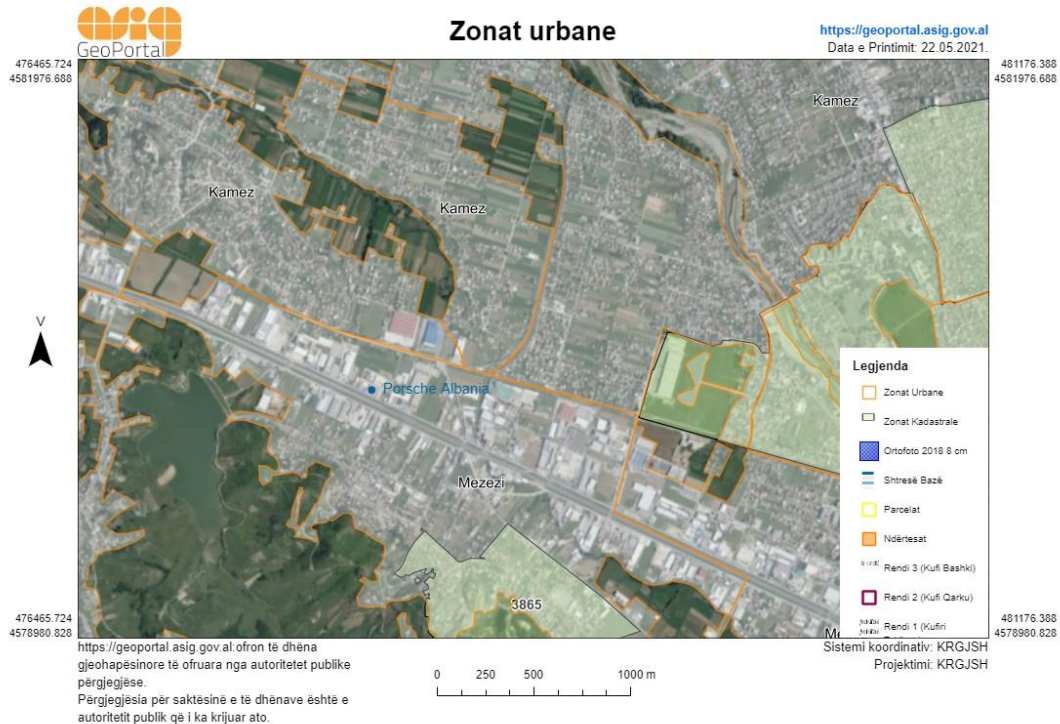 asig
GeoPortal
Zonat urbane
https://geoportal.asig.gov.al
Data e Printimit: 22.05.2021.
476465.724
4581976.688
481176.388
4581976.688
Kamez
Kamez
Kamez
V
Porsche Albania
Mezezi
3865
Legjenda
Zonat Urbane
Zonat Kadastrale
Ortofoto 2018 8 cm
Shtresë Bazë
Parcelat
Ndërtesat
Rendi 3 (Kufi Bashki)
Rendi 2 (Kufi Qarku)
Rendi 1 (Kufiri
476465.724
4578980.828
481176.388
4578980.828
https://geoportal.asig.gov.al:ofron të dhëna
gjeohapësinore të ofruara nga autoritetet publike
përgjegjëse.
Përgjegjësia për saktësinë e të dhënave është e
autoritetit publik që i ka krijuar ato.
0 250 500 1000 m
Sistemi koordinativ: KRGJSH
Projektimi: KRGJSH